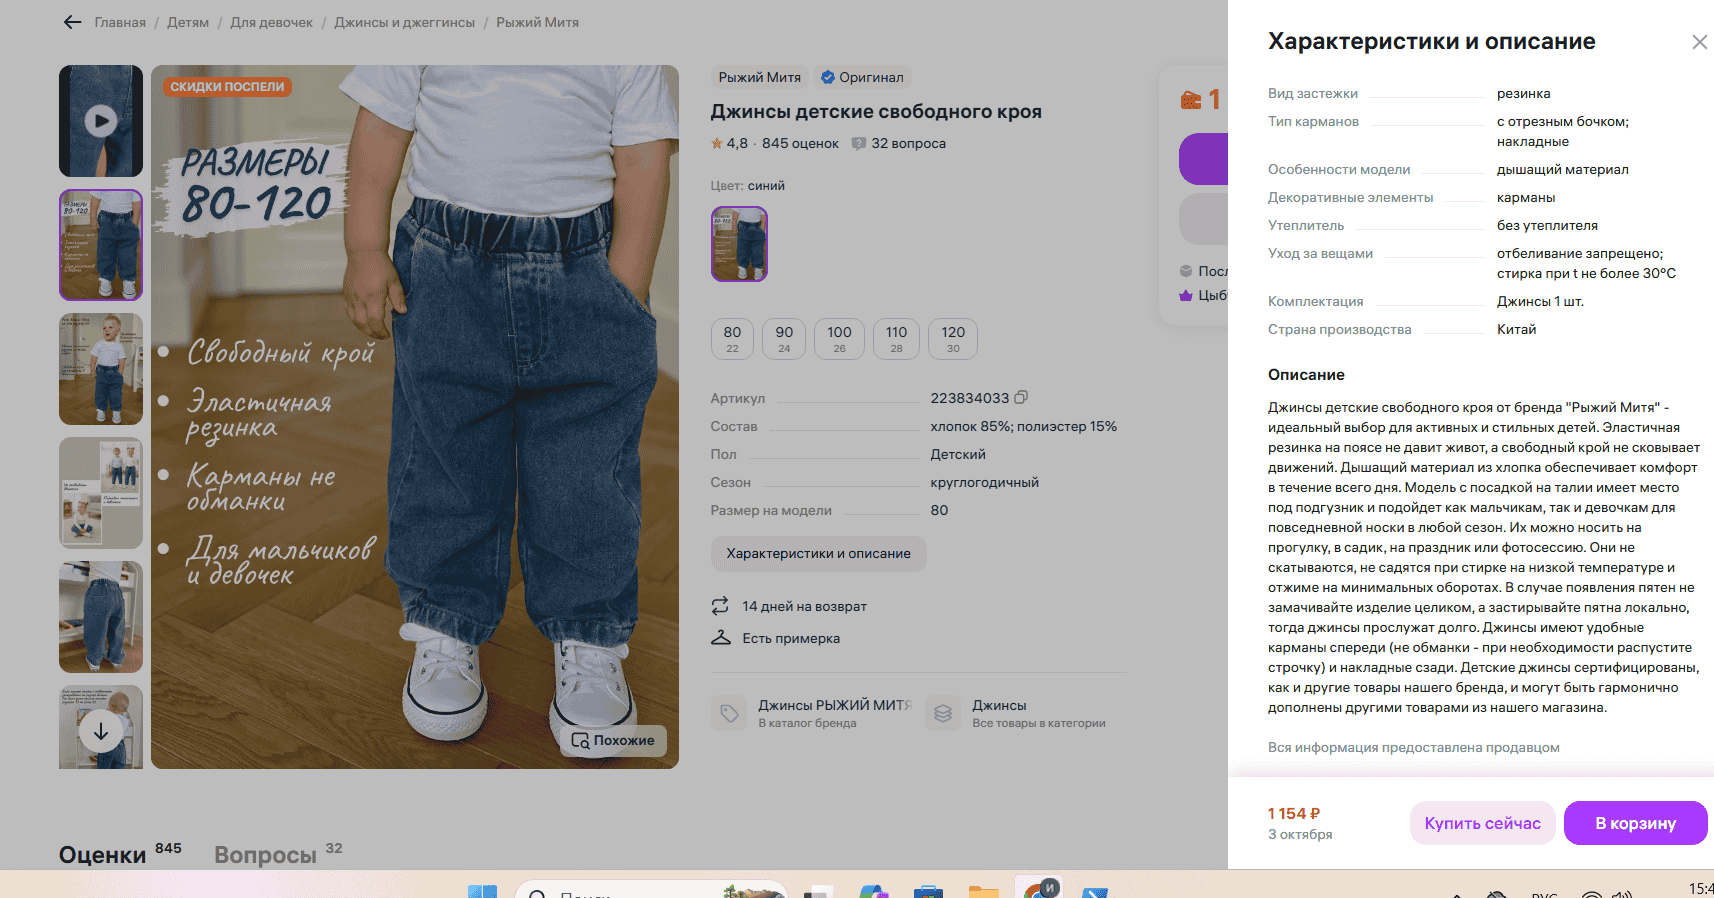 Главная / Детям / Для девочек / Джинсы и джеггинсы / Рыжий Митя
СКИДКИ ПОСПЕЛИ
РАЗМЕРЫ
80-120
• Свободный крой
• Эластичная
резинка
• Карманы не
обманки
• Для мальчиков
и девочек
Похожие
Рыжий Митя
Оригинал
Джинсы детские свободного кроя
4,8 · 845 оценок
32 вопроса
Цвет: синий
80 90 100 110 120
22 24 26 28 30
Артикул 223834033
Состав хлопок 85%; полиэстер 15%
Пол Детский
Сезон круглогодичный
Размер на модели 80
Характеристики и описание
14 дней на возврат
Есть примерка
Джинсы РЫЖИЙ МИТЯ
В каталог бренда
Джинсы
Все товары в категории
1
Посл
Цыбу
Оценки 845
Вопросы 32
Характеристики и описание
Вид застежки резинка
Тип карманов с отрезным бочком;
накладные
Особенности модели дышащий материал
Декоративные элементы карманы
Утеплитель без утеплителя
Уход за вещами отбеливание запрещено;
стирка при t не более 30°C
Комплектация Джинсы 1 шт.
Страна производства Китай
Описание
Джинсы детские свободного кроя от бренда "Рыжий Митя" -
идеальный выбор для активных и стильных детей. Эластичная
резинка на поясе не давит живот, а свободный крой не сковывает
движений. Дышащий материал из хлопка обеспечивает комфорт
в течение всего дня. Модель с посадкой на талии имеет место
под подгузник и подойдет как мальчикам, так и девочкам для
повседневной носки в любой сезон. Их можно носить на
прогулку, в садик, на праздник или фотосессию. Они не
скатываются, не садятся при стирке на низкой температуре и
отжиме на минимальных оборотах. В случае появления пятен не
замачивайте изделие целиком, а застирывайте пятна локально,
тогда джинсы прослужат долго. Джинсы имеют удобные
карманы спереди (не обманки - при необходимости распустите
строчку) и накладные сзади. Детские джинсы сертифицированы,
как и другие товары нашего бренда, и могут быть гармонично
дополнены другими товарами из нашего магазина.
Вся информация предоставлена продавцом
1 154 ₽
3 октября
Купить сейчас
В корзину
Поиск
И
РУС
15:4